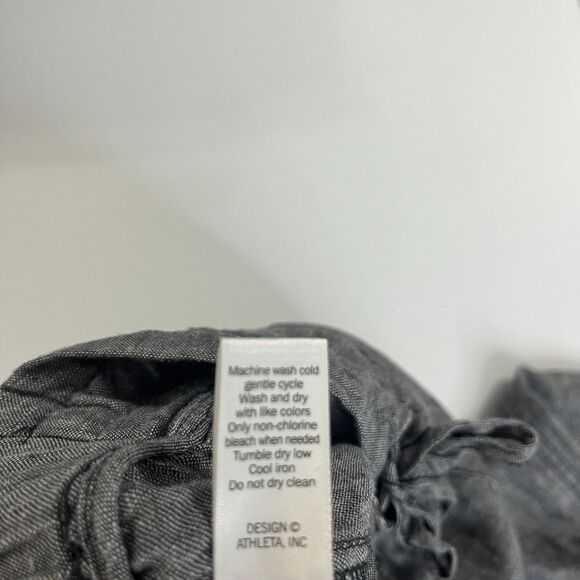 Machine wash cold
gentle cycle
Wash and dry
with like colors
Only non-chlorine
bleach when needed
Tumble dry low
Cool iron
Do not dry clean
DESIGN ©
ATHLETA, INC